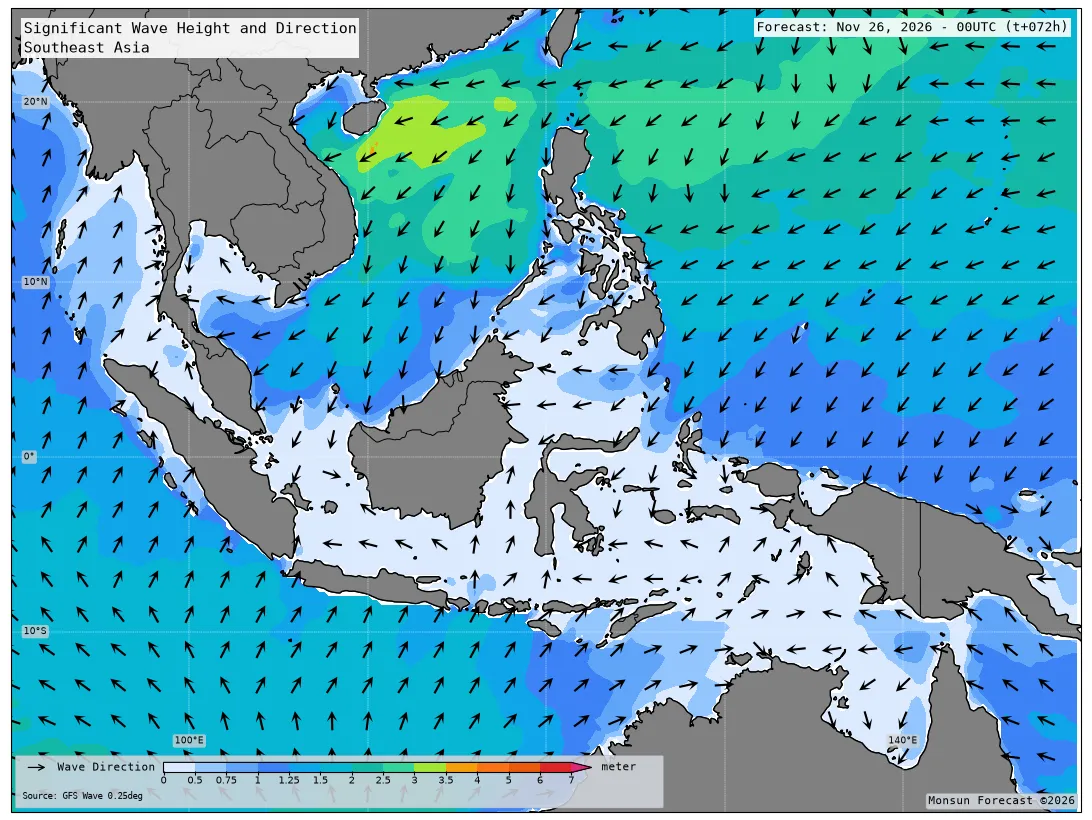 Significant Wave Height and Direction
Southeast Asia
Forecast: Nov 26, 2026 - 00UTC (t+072h)
20°N
10°N
0°
10°S
100°E
140°E
Wave Direction
0 0.5 0.75 1 1.25 1.5 2 2.5 3 3.5 4 5 6 7
meter
Source: GFS Wave 0.25deg
Monsun Forecast ©2026